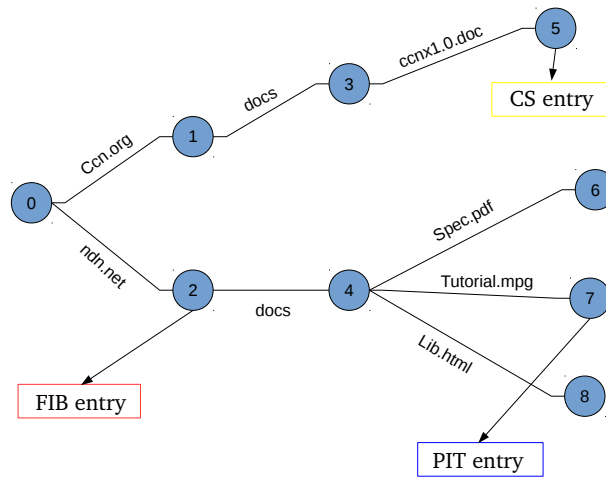 5
ccnx1.0.doc
3
CS entry
docs
1
Ccn.org
0
6
Spec.pdf
ndn.net
2
docs
4
Tutorial.mpg
7
Lib.html
8
FIB entry
PIT entry